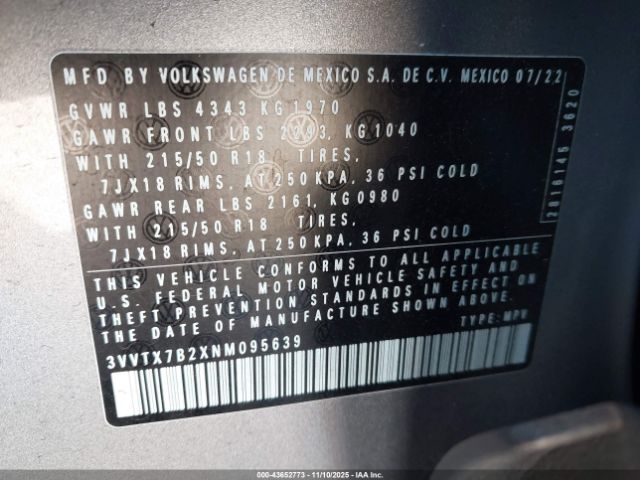 MFD BY VOLKSWAGEN DE MEXICO S.A. DE C.V. MEXICO 07/22
GVWR LBS 4343 KG 1970
GAWR FRONT LBS 2293, KG 1040
WITH 215/50 R18 TIRES,
7JX18 RIMS, AT 250 KPA, 36 PSI COLD
GAWR REAR LBS 2161, KG 0980
WITH 215/50 R18 TIRES,
7JX18 RIMS, AT 250 KPA, 36 PSI COLD
THIS VEHICLE CONFORMS TO ALL APPLICABLE
U.S. FEDERAL MOTOR VEHICLE SAFETY AND
THEFT PREVENTION STANDARDS IN EFFECT ON
THE DATE OF MANUFACTURE SHOWN ABOVE.
TYPE: MPV
3VVTX7B2XNM095639
2016145 3620
000-43652773 - 11/10/2025 - IAA, Inc.